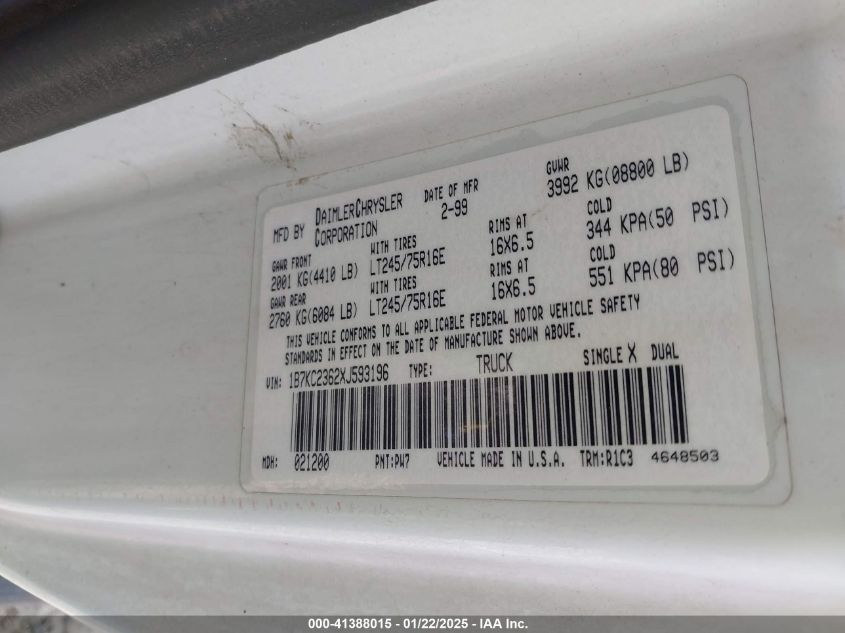 MFD BY DAIMLERCHRYSLER CORPORATION DATE OF MFR 2-99 GVWR 3992 KG(08800 LB)
GAWR FRONT WITH TIRES RIMS AT COLD
2001 KG(4410 LB) LT245/75R16E 16X6.5 344 KPA(50 PSI)
GAWR REAR WITH TIRES RIMS AT COLD
2760 KG(6084 LB) LT245/75R16E 16X6.5 551 KPA(80 PSI)
THIS VEHICLE CONFORMS TO ALL APPLICABLE FEDERAL MOTOR VEHICLE SAFETY
STANDARDS IN EFFECT ON THE DATE OF MANUFACTURE SHOWN ABOVE.
VIN: 1B7KC2362XJ593196 TYPE: TRUCK SINGLE X DUAL
MDH: 021200 PNT:PW7 VEHICLE MADE IN U.S.A. TRM:R1C3 4648503
000-41388015 - 01/22/2025 - IAA Inc.